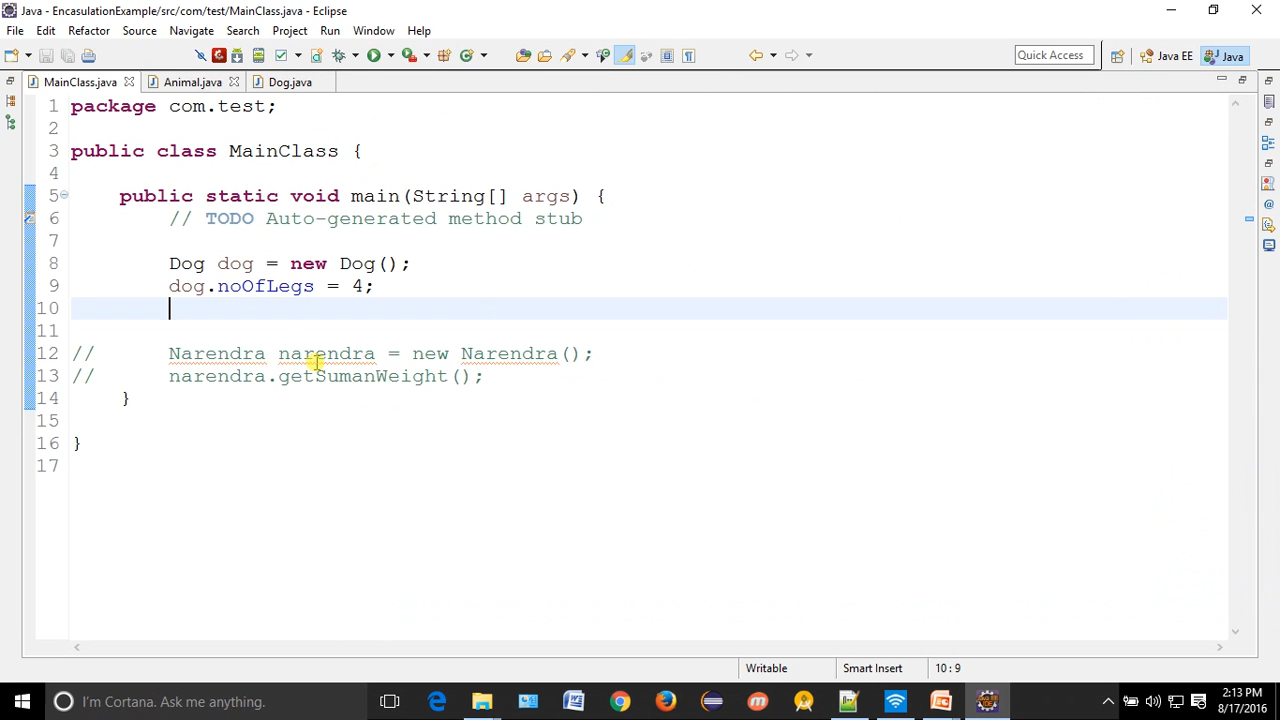 Java - EncasulationExample/src/com/test/MainClass.java - Eclipse
File Edit Refactor Source Navigate Search Project Run Window Help
Quick Access Java EE Java
MainClass.java Animal.java Dog.java
1 package com.test;
2
3 public class MainClass {
4
5 public static void main(String[] args) {
6 // TODO Auto-generated method stub
7
8 Dog dog = new Dog();
9 dog.noOfLegs = 4;
10
11
12 // Narendra narendra = new Narendra();
13 // narendra.getSumanWeight();
14 }
15
16 }
17
Writable Smart Insert 10 : 9
I'm Cortana. Ask me anything.
2:13 PM
8/17/2016